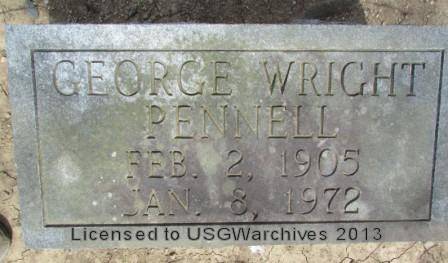 GEORGE WRIGHT
PENNELL
FEB. 2, 1905
JAN. 8, 1972
Licensed to USGWarchives 2013